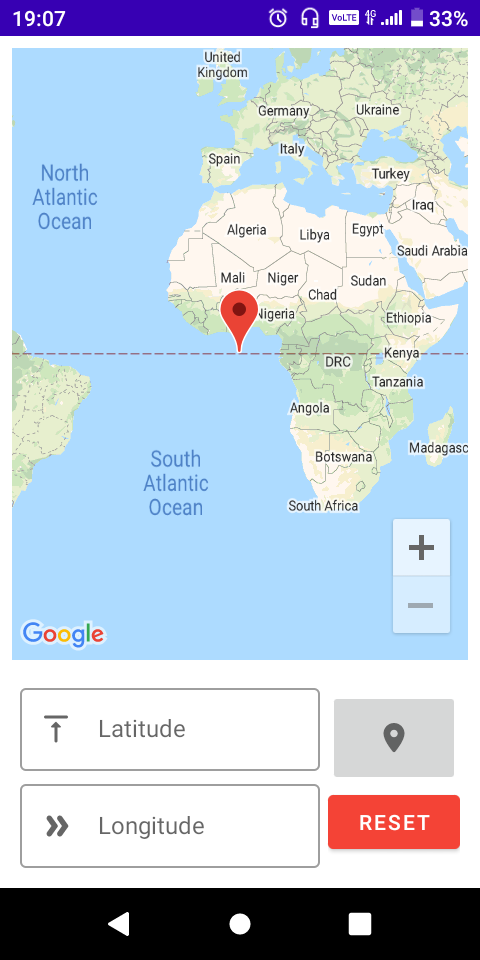 19:07
VoLTE
4G
33%
United
Kingdom
Germany
Ukraine
Italy
Spain
Turkey
Iraq
North
Atlantic
Ocean
Algeria
Libya
Egypt
Saudi Arabia
Mali
Niger
Sudan
Chad
Nigeria
Ethiopia
DRC
Kenya
Tanzania
Angola
Botswana
Madagasc
South
Atlantic
Ocean
South Africa
Google
Latitude
Longitude
RESET